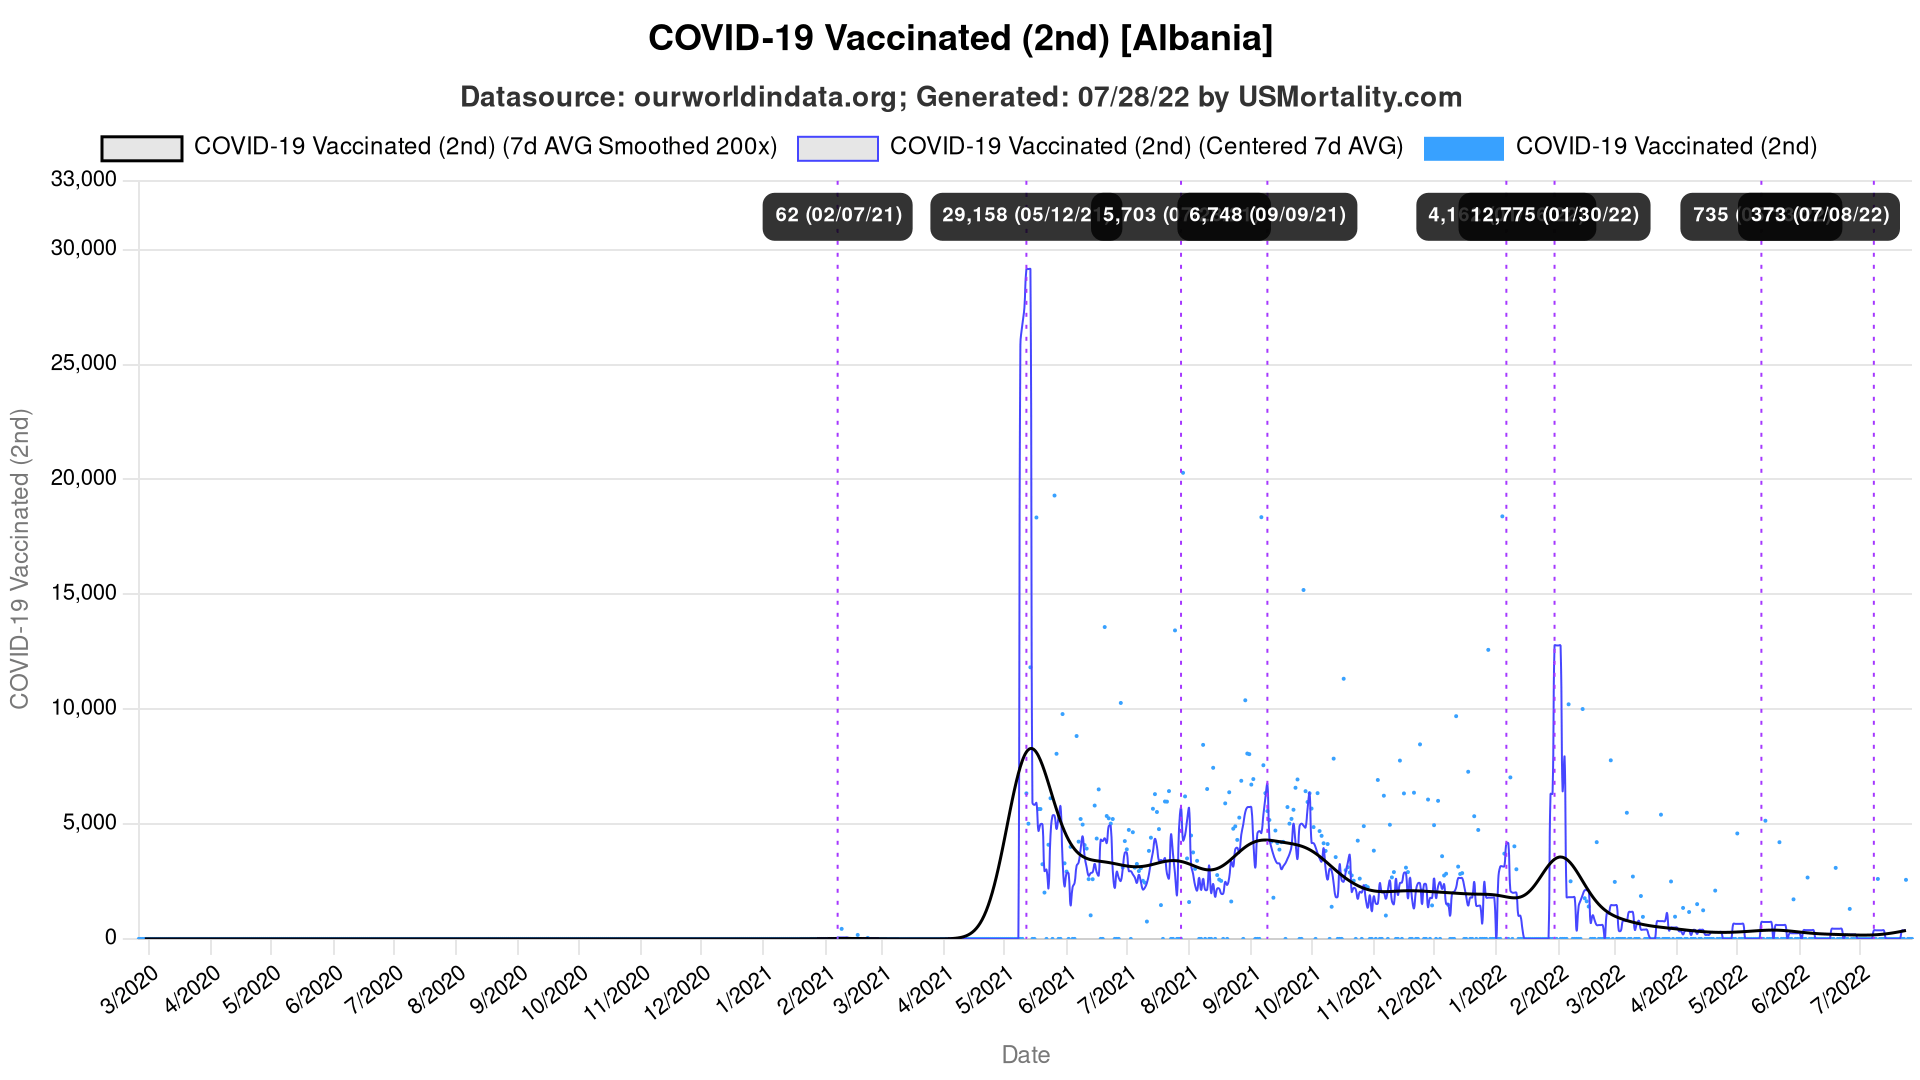 COVID-19 Vaccinated (2nd) [Albania]
Datasource: ourworldindata.org; Generated: 07/28/22 by USMortality.com
COVID-19 Vaccinated (2nd) (7d AVG Smoothed 200x) COVID-19 Vaccinated (2nd) (Centered 7d AVG) COVID-19 Vaccinated (2nd)
33,000
62 (02/07/21) 29,158 (05/12/2 5,703 (0 6,748 (09/09/21) 4,1 12,775 (01/30/22) 735 ( 373 (07/08/22)
30,000
25,000
20,000
15,000
10,000
5,000
0
COVID-19 Vaccinated (2nd)
3/2020 4/2020 5/2020 6/2020 7/2020 8/2020 9/2020 10/2020 11/2020 12/2020 1/2021 2/2021 3/2021 4/2021 5/2021 6/2021 7/2021 8/2021 9/2021 10/2021 11/2021 12/2021 1/2022 2/2022 3/2022 4/2022 5/2022 6/2022 7/2022
Date